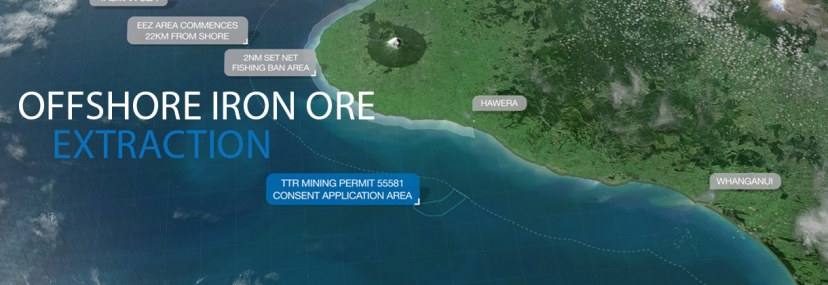 EEZ AREA COMMENCES
22KM FROM SHORE
2NM SET NET
FISHING BAN AREA
OFFSHORE IRON ORE
EXTRACTION
HAWERA
TTR MINING PERMIT 55581
CONSENT APPLICATION AREA
WHANGANUI